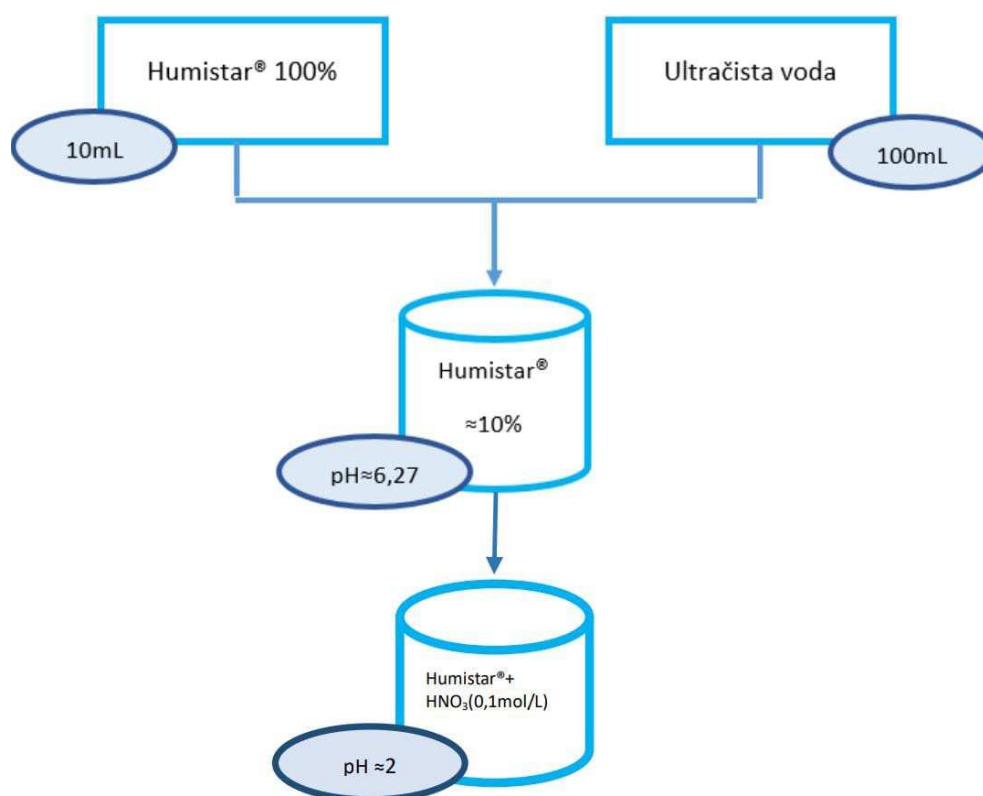 Humistar® 100%
Ultračista voda
10mL
100mL
Humistar®
≈10%
pH≈6,27
Humistar®+
HNO₃(0,1mol/L)
pH ≈2